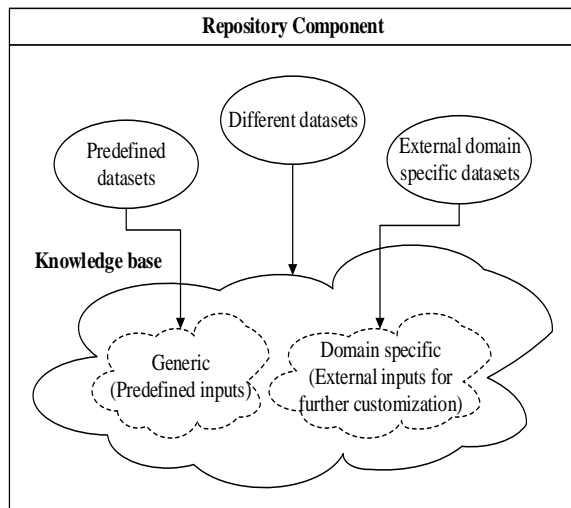 Repository Component
Different datasets
Predefined
datasets
External domain
specific datasets
Knowledge base
Generic
(Predefined inputs)
Domain specific
(External inputs for
further customization)